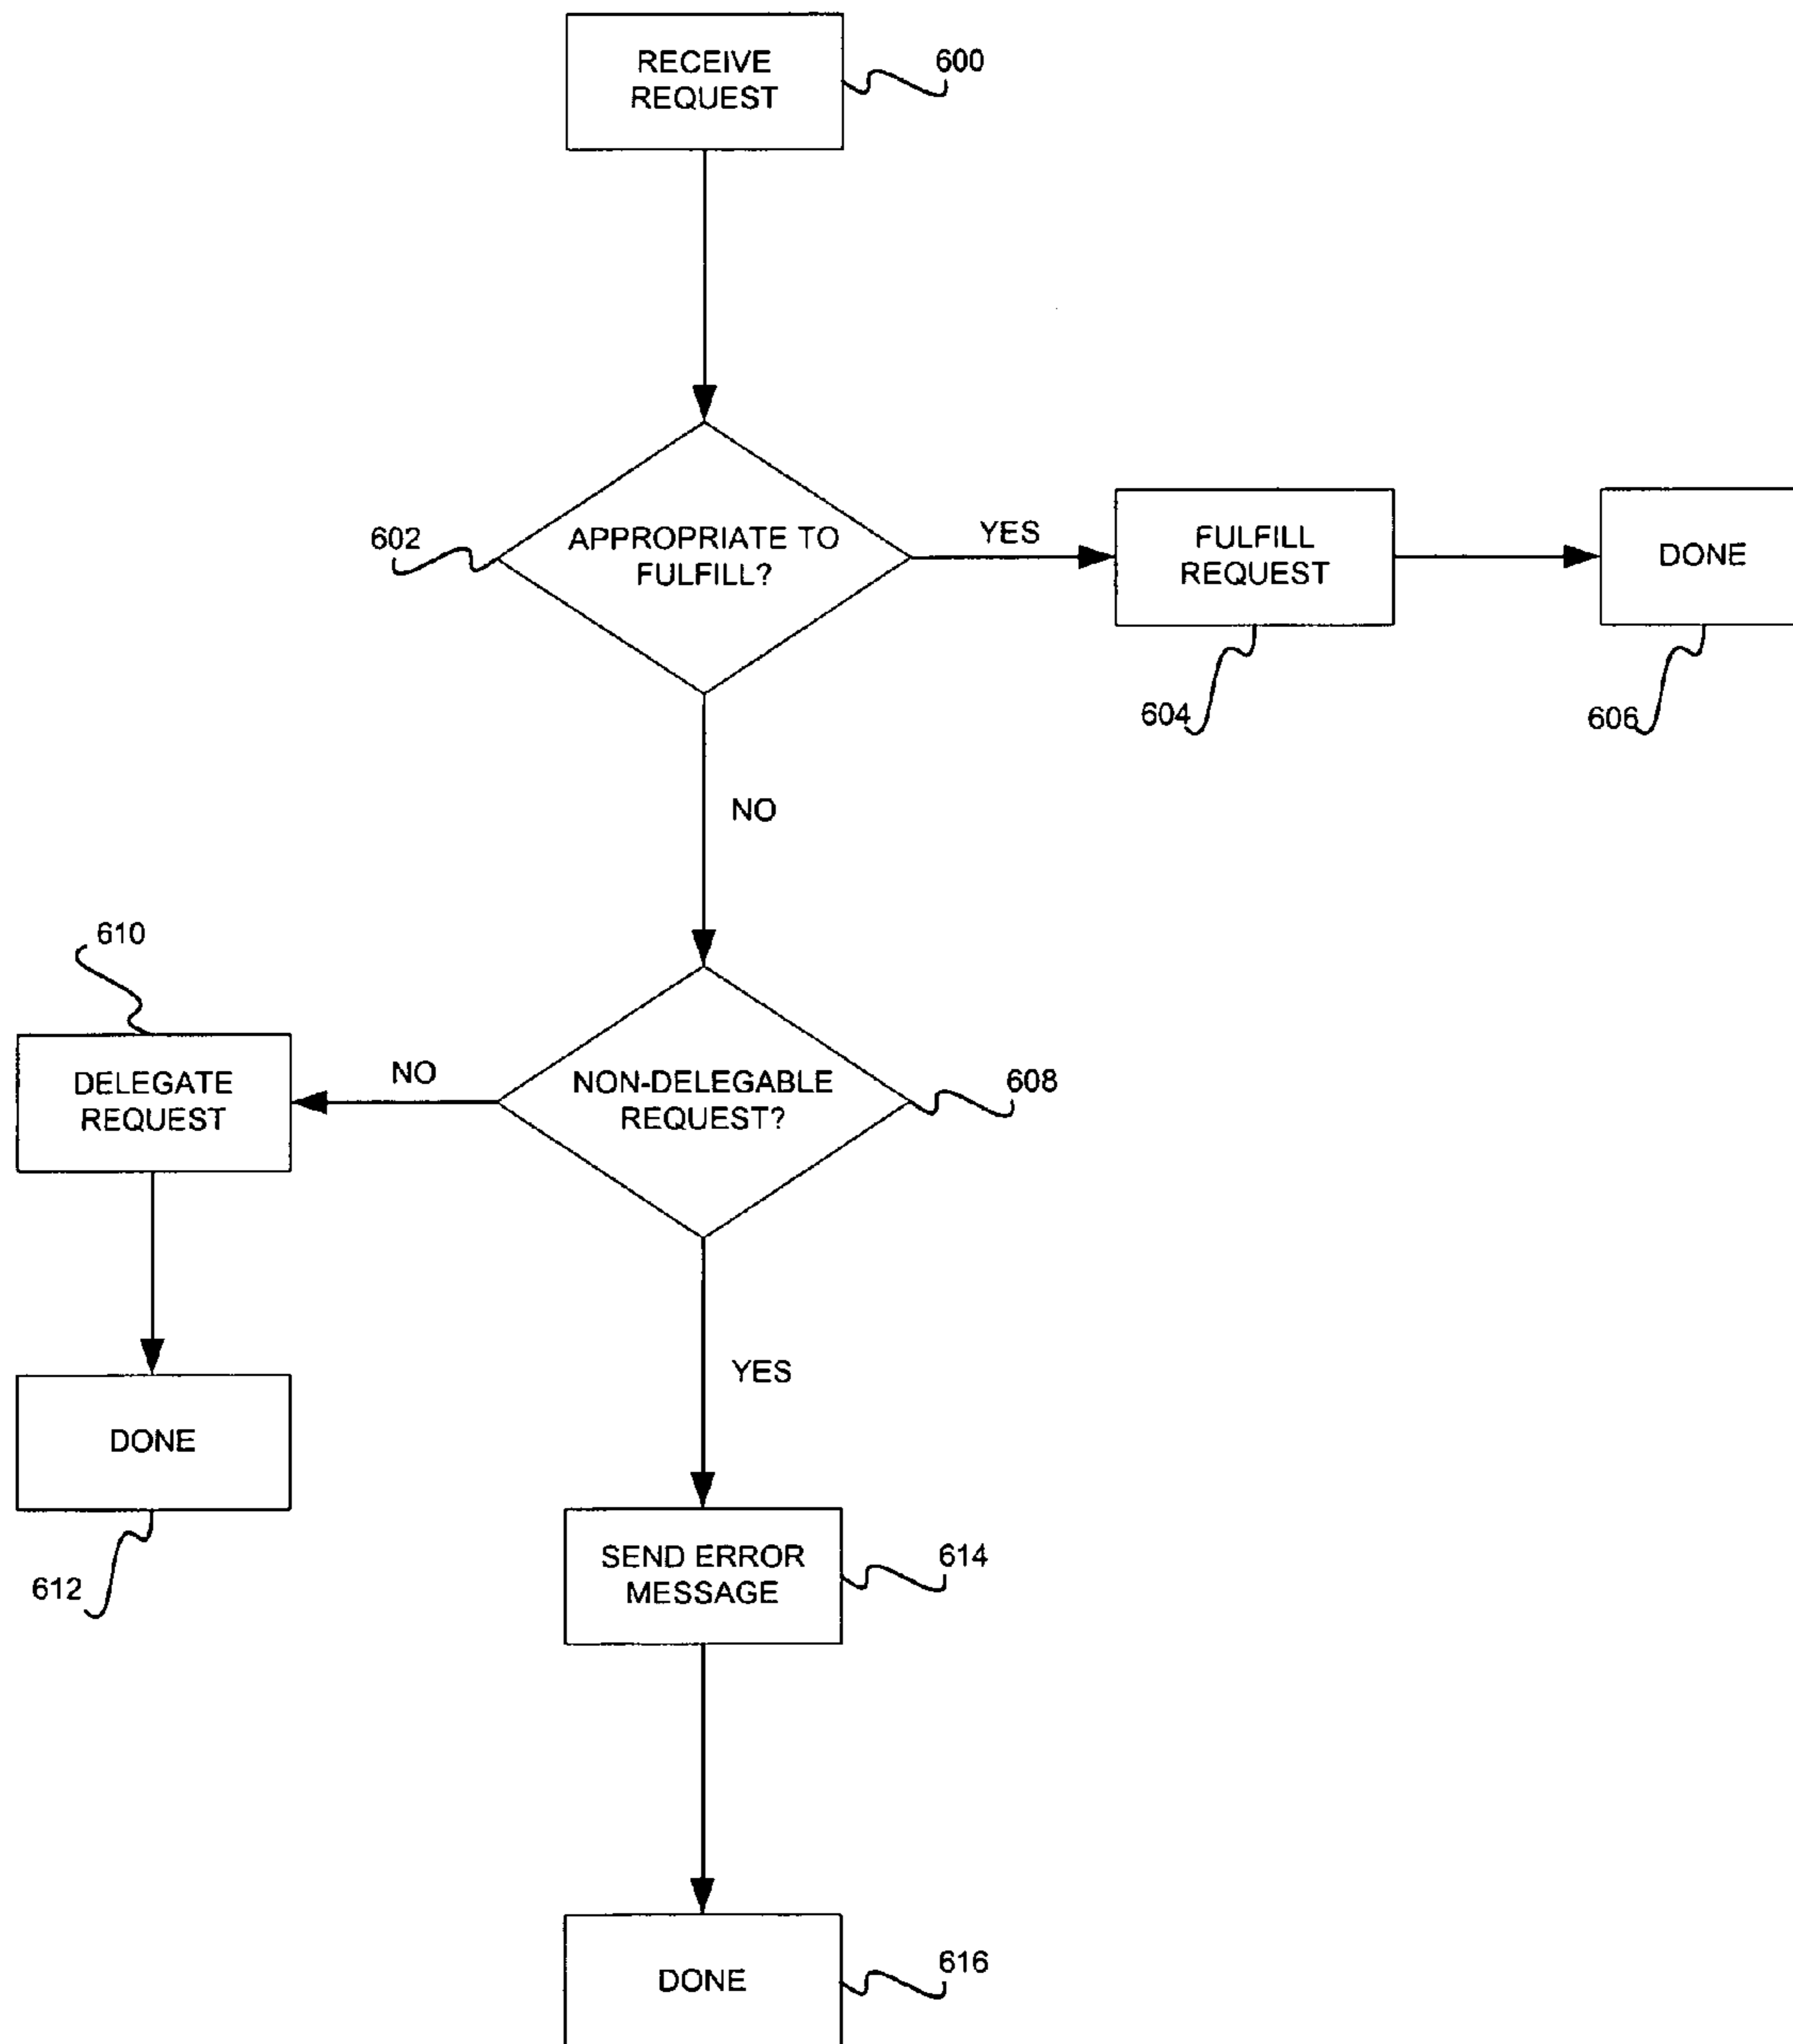 RECEIVE
REQUEST
600
602
APPROPRIATE TO
FULFILL?
YES
FULFILL
REQUEST
DONE
604
606
NO
610
DELEGATE
REQUEST
NO
NON-DELEGABLE
REQUEST?
608
DONE
612
YES
SEND ERROR
MESSAGE
614
DONE
616